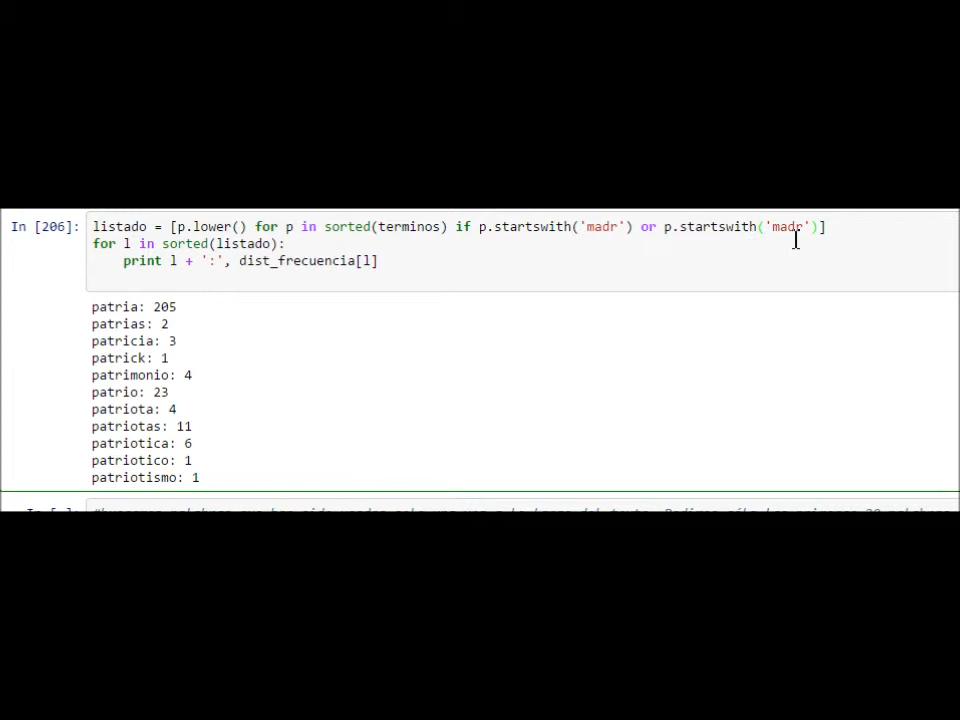 In [206]: listado = [p.lower() for p in sorted(terminos) if p.startswith('madr') or p.startswith('madr')]
for l in sorted(listado):
    print l + ':', dist_frecuencia[l]
patria: 205
patrias: 2
patricia: 3
patrick: 1
patrimonio: 4
patrio: 23
patriota: 4
patriotas: 11
patriotica: 6
patriotico: 1
patriotismo: 1